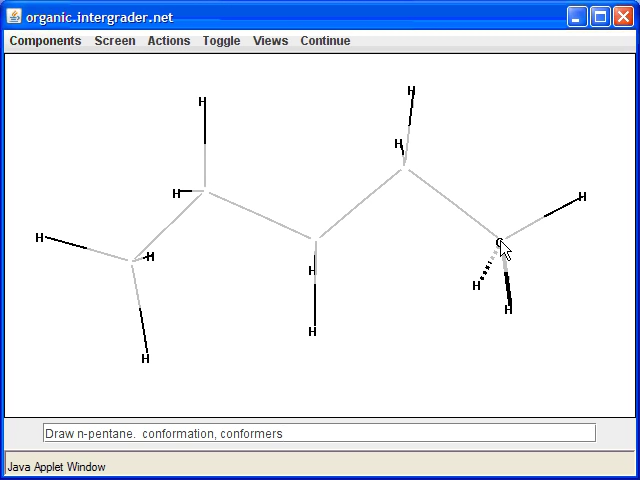 organic.intergrader.net
Components Screen Actions Toggle Views Continue
H
H
H
H
H
H
C
H
H
H
H
H
H
Draw n-pentane. conformation, conformers
Java Applet Window